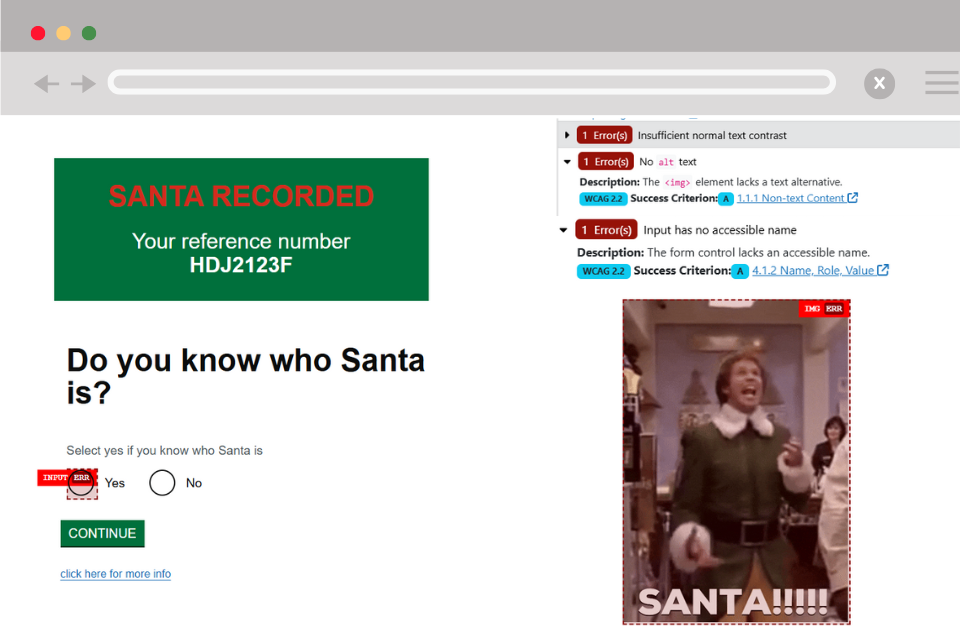 SANTA RECORDED
Your reference number
HDJ2123F
Do you know who Santa
is?
Select yes if you know who Santa is
INPUT ERR
Yes
No
CONTINUE
click here for more info
1 Error(s) Insufficient normal text contrast
1 Error(s) No alt text
Description: The <img> element lacks a text alternative.
WCAG 2.2 Success Criterion: A 1.1.1 Non-text Content
1 Error(s) Input has no accessible name
Description: The form control lacks an accessible name.
WCAG 2.2 Success Criterion: A 4.1.2 Name, Role, Value
IMG ERR
SANTA!!!!!